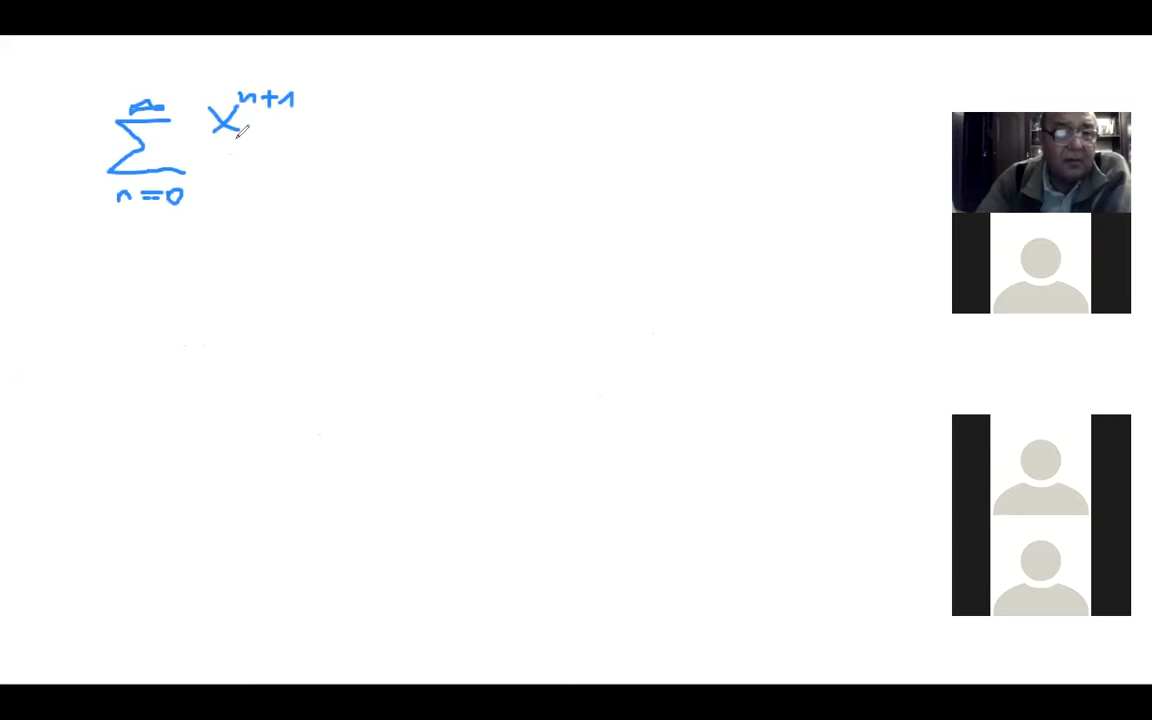 ∑ x^{n+1}
n=0